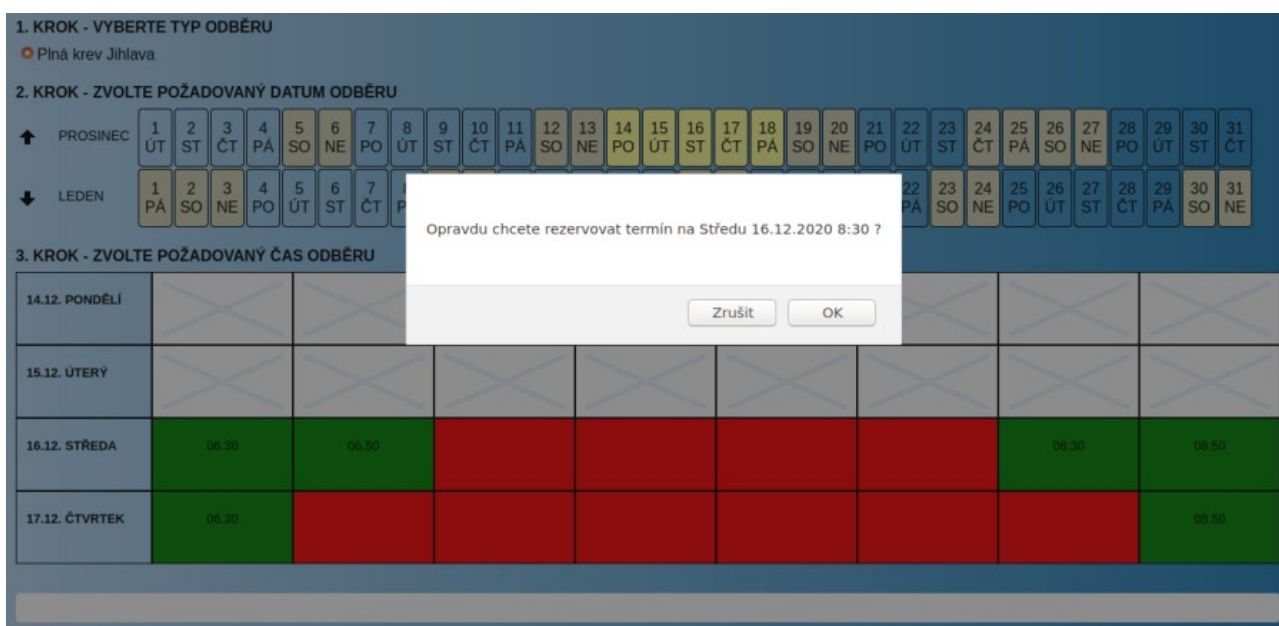 1. KROK - VYBERTE TYP ODBĚRU
Plná krev Jihlava
2. KROK - ZVOLTE POŽADOVANÝ DATUM ODBĚRU
PROSINEC 1 2 3 4 5 6 7 8 9 10 11 12 13 14 15 16 17 18 19 20 21 22 23 24 25 26 27 28 29 30 31
ÚT ST ČT PÁ SO NE PO ÚT ST ČT PÁ SO NE PO ÚT ST ČT PÁ SO NE PO ÚT ST ČT PÁ SO NE PO ÚT ST ČT
LEDEN 1 2 3 4 5 6 7 22 23 24 25 26 27 28 29 30 31
PÁ SO NE PO ÚT ST ČT PÁ SO NE PO ÚT ST ČT PÁ SO NE
Opravdu chcete rezervovat termín na Středu 16.12.2020 8:30 ?
Zrušit OK
3. KROK - ZVOLTE POŽADOVANÝ ČAS ODBĚRU
14.12. PONDĚLÍ
15.12. ÚTERÝ
16.12. STŘEDA 06.30 06.50 08.30 08.50
17.12. ČTVRTEK 06.30 08.50